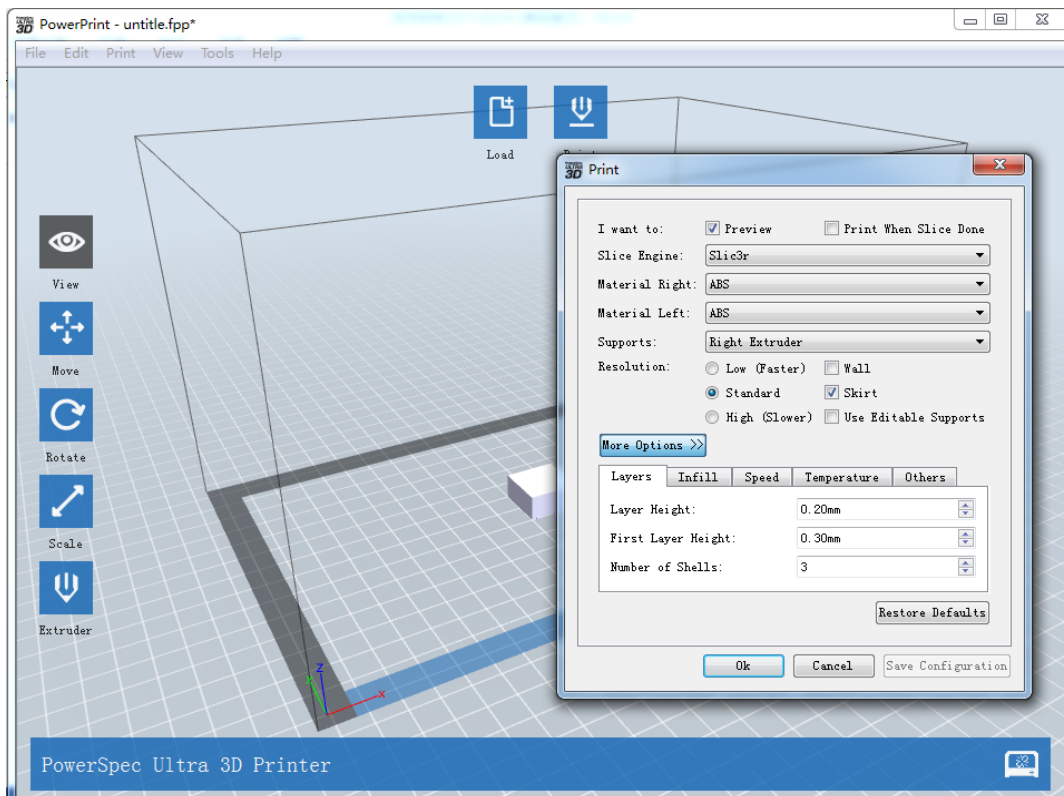 PowerPrint - untitle.fpp*
File Edit Print View Tools Help
Load
View
Move
Rotate
Scale
Extruder
Z
X
3D Print
I want to: Preview Print When Slice Done
Slice Engine: Slic3r
Material Right: ABS
Material Left: ABS
Supports: Right Extruder
Resolution: Low (Faster) Wall
Standard Skirt
High (Slower) Use Editable Supports
More Options >>
Layers Infill Speed Temperature Others
Layer Height: 0.20mm
First Layer Height: 0.30mm
Number of Shells: 3
Restore Defaults
Ok Cancel Save Configuration
PowerSpec Ultra 3D Printer